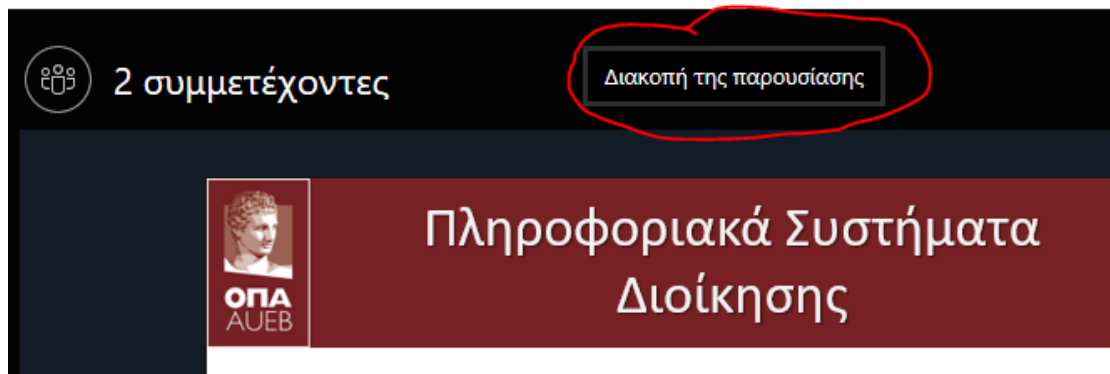 2 συμμετέχοντες
Διακοπή της παρουσίασης
Πληροφοριακά Συστήματα
Διοίκησης
ΟΠΑ
AUEB